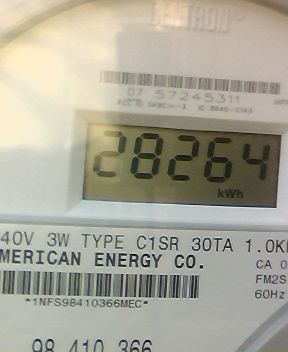 CENTRON
07 57245311
28264
kWh
40V 3W TYPE C1SR 30TA 1.0K
MERICAN ENERGY CO.
CA 0
FM2S
60Hz
*1NFS98410366MEC*
98 410 366